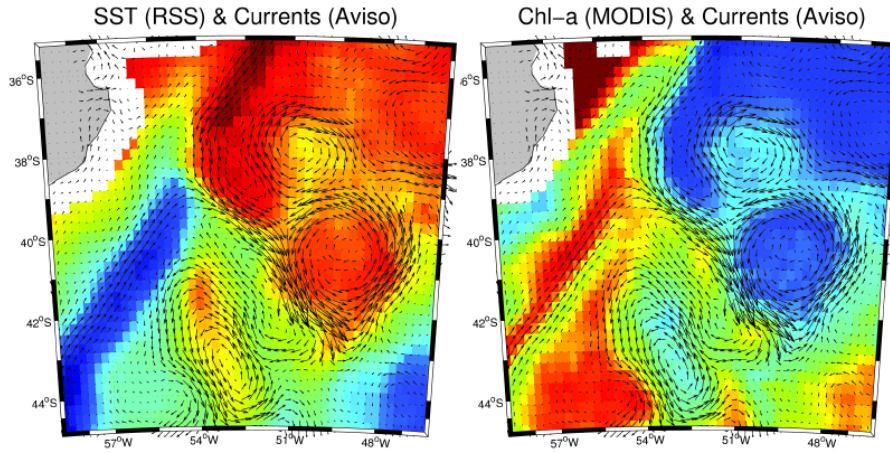 SST (RSS) & Currents (Aviso)
Chl-a (MODIS) & Currents (Aviso)
36°S
38°S
40°S
42°S
44°S
57°W
54°W
51°W
48°W
6°S
38°S
40°S
42°S
44°S
57°W
54°W
51°W
48°W